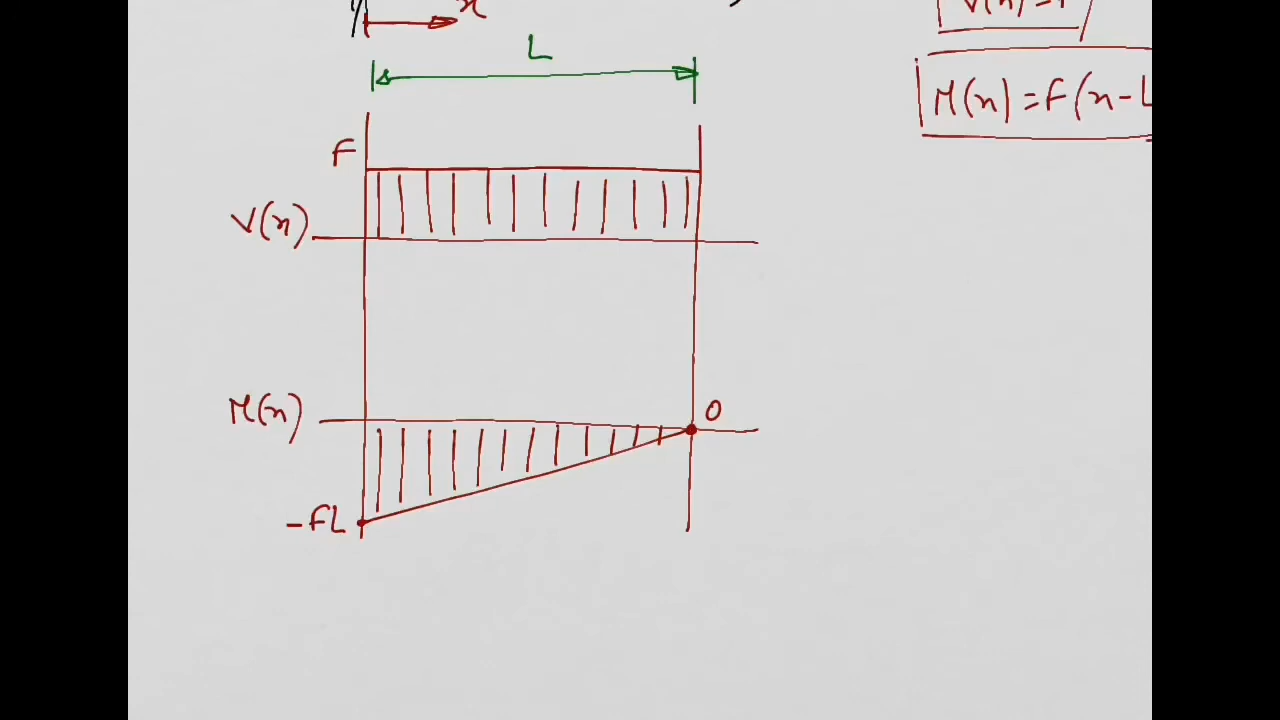 x
L
F
V(x)
M(x)
0
-FL
M(x) = F(x-L